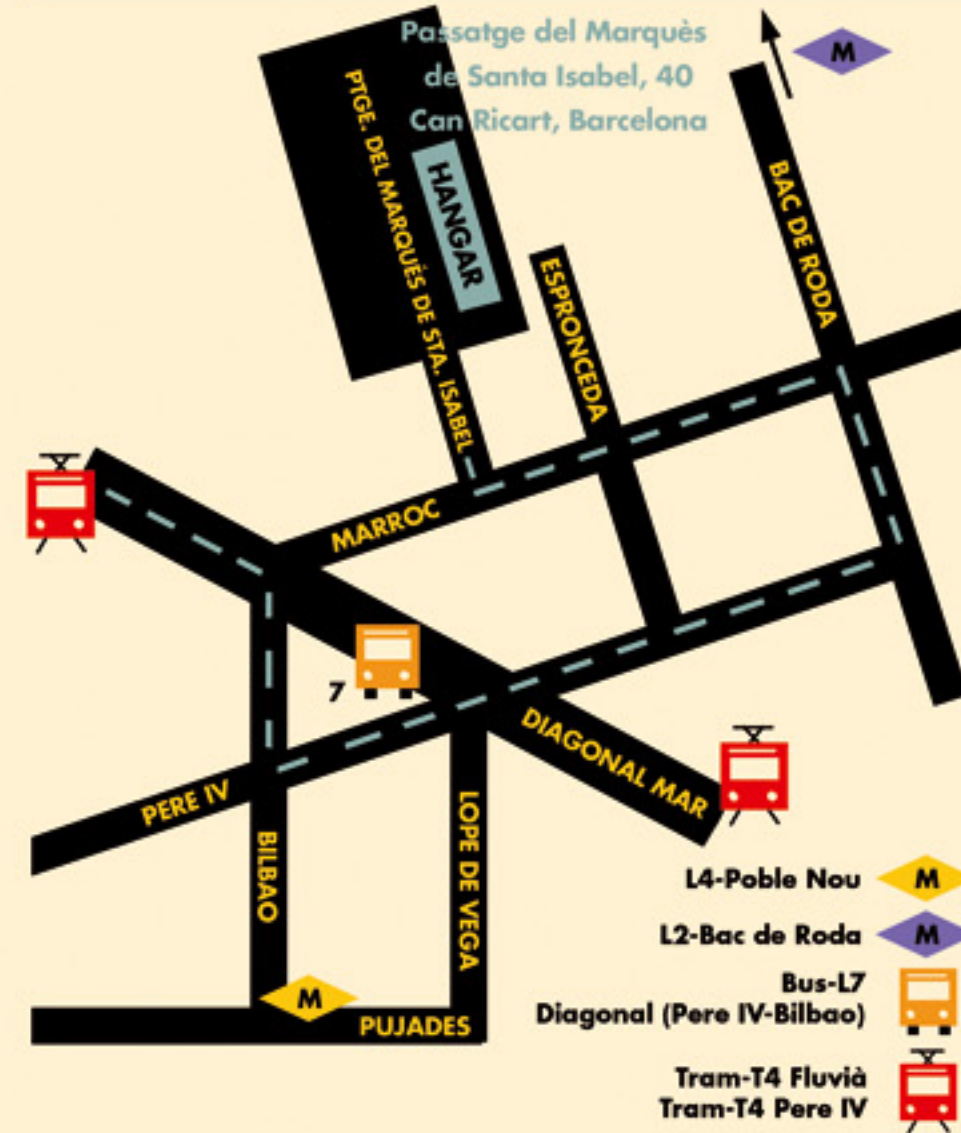 Passatge del Marquès
de Santa Isabel, 40
Can Ricart, Barcelona
M
PTGE. DEL MARQUÈS DE STA. ISABEL
HANGAR
BAC DE RODA
ESPRONCEDA
MARROC
7
DIAGONAL MAR
PERE IV
BILBAO
LOPE DE VEGA
M
PUJADES
L4-Poble Nou M
L2-Bac de Roda M
Bus-L7
Diagonal (Pere IV-Bilbao)
Tram-T4 Fluvià
Tram-T4 Pere IV